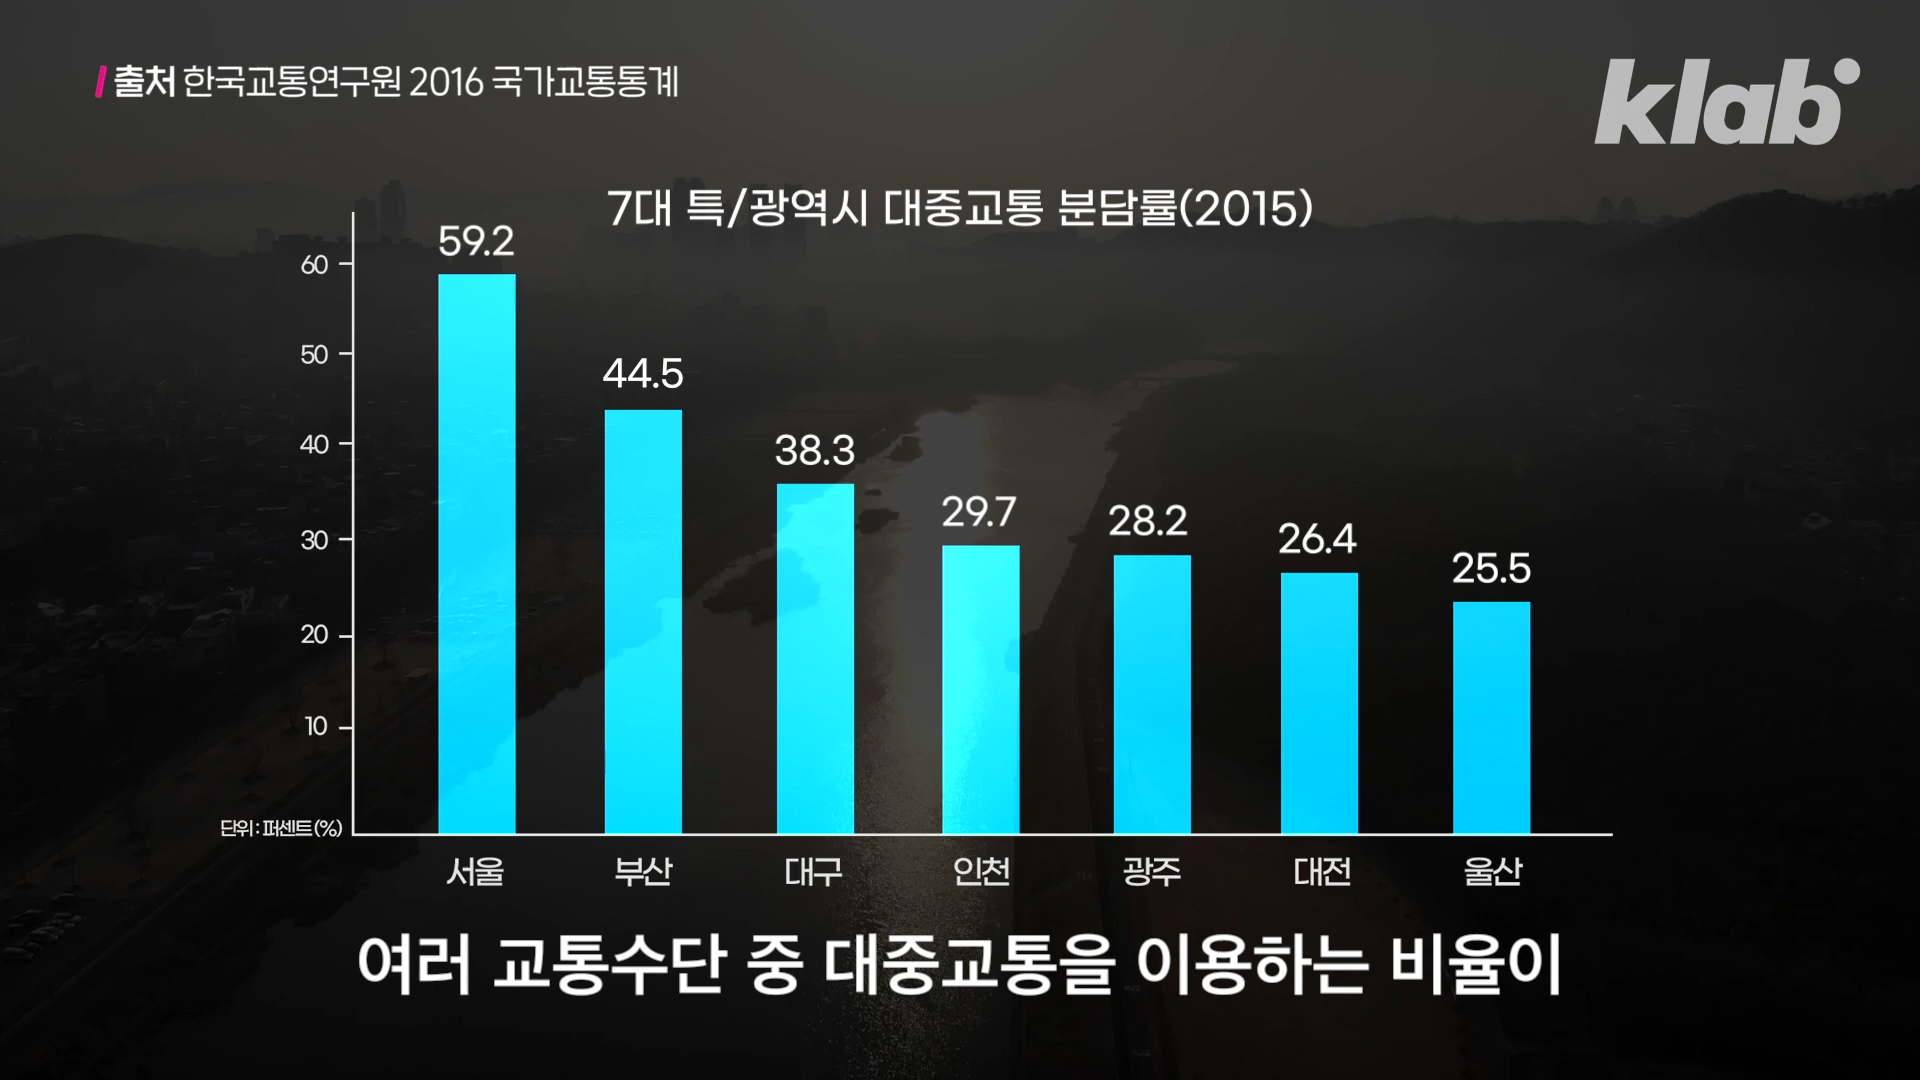 출처 한국교통연구원 2016 국가교통통계
klab
7대 특/광역시 대중교통 분담률(2015)
59.2
44.5
38.3
29.7
28.2
26.4
25.5
60
50
40
30
20
10
단위 : 퍼센트(%)
서울 부산 대구 인천 광주 대전 울산
여러 교통수단 중 대중교통을 이용하는 비율이